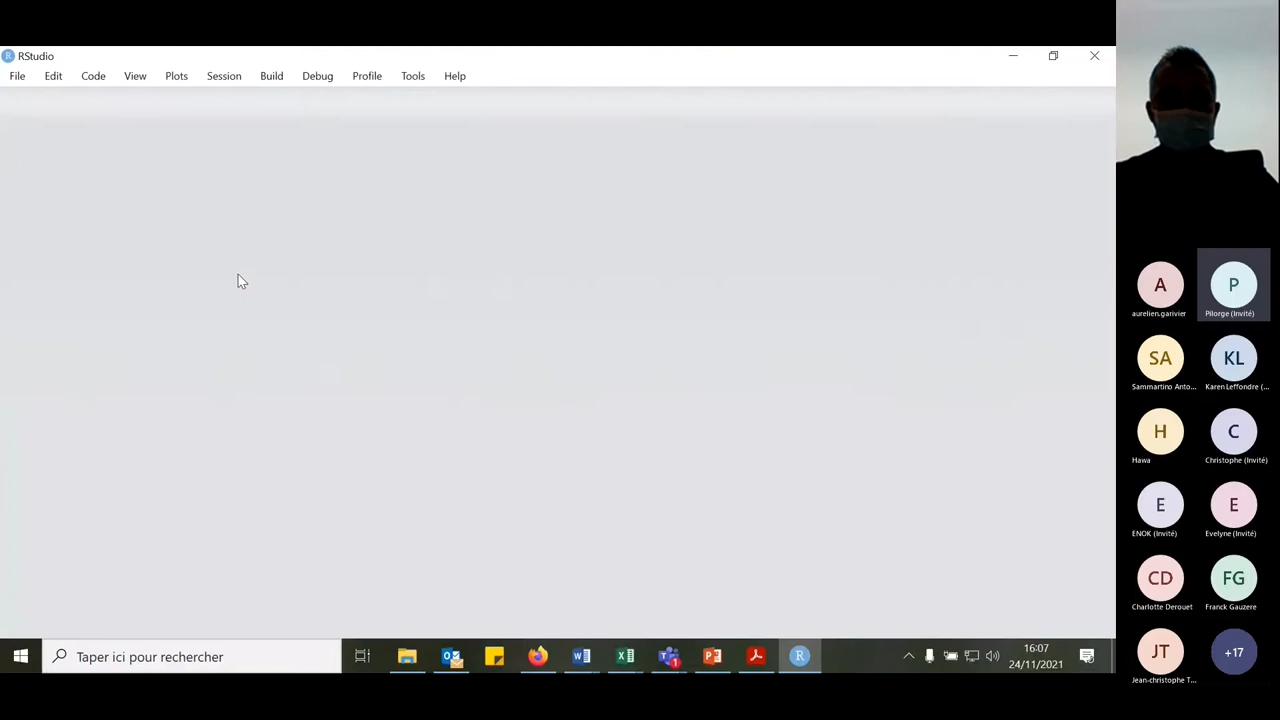 RStudio
File Edit Code View Plots Session Build Debug Profile Tools Help
A P
aurelien.garivier Pilorge (Invité)
SA KL
Sammartino Anto... Karen Leffondre (...
H C
Hawa Christophe (Invité)
E E
ENOK (Invité) Evelyne (Invité)
CD FG
Charlotte Derouet Franck Gauzere
JT +17
Jean-christophe T...
Taper ici pour rechercher
16:07
24/11/2021